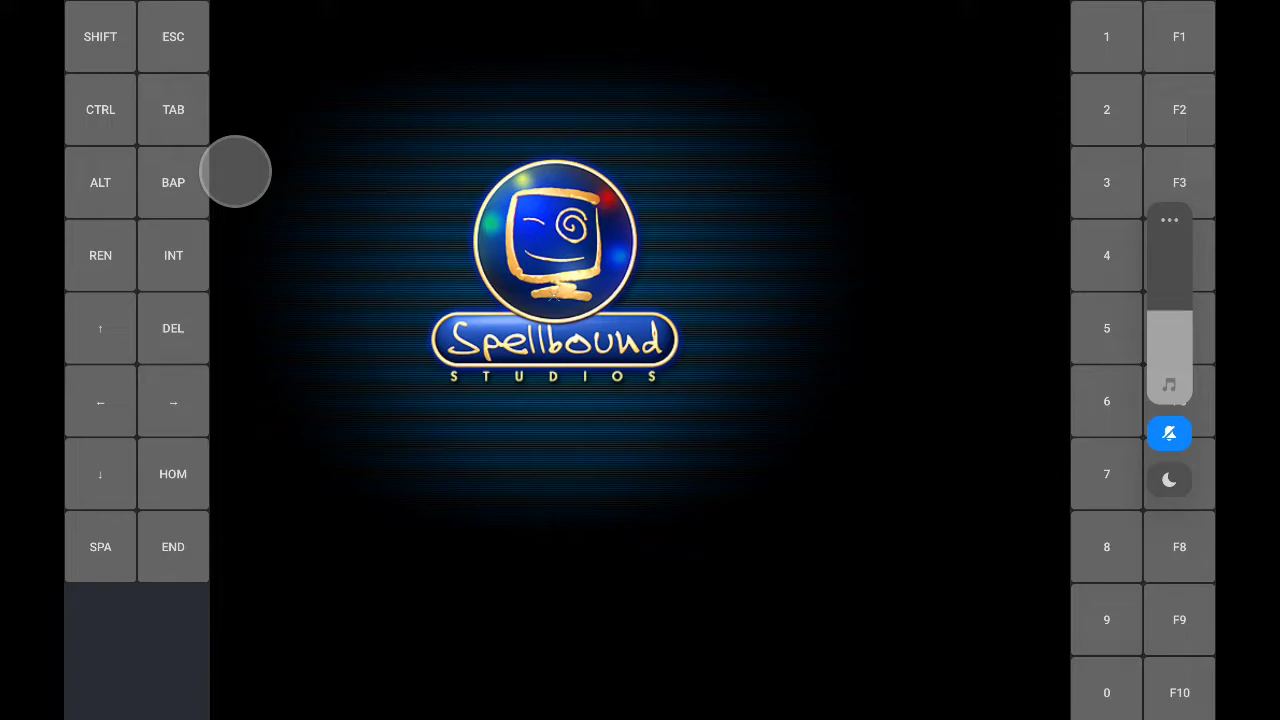 SHIFT ESC
CTRL TAB
ALT BAP
REN INT
↑ DEL
← →
↓ HOM
SPA END
Spellbound
STUDIOS
1 F1
2 F2
3 F3
4
5
6
7
8 F8
9 F9
0 F10